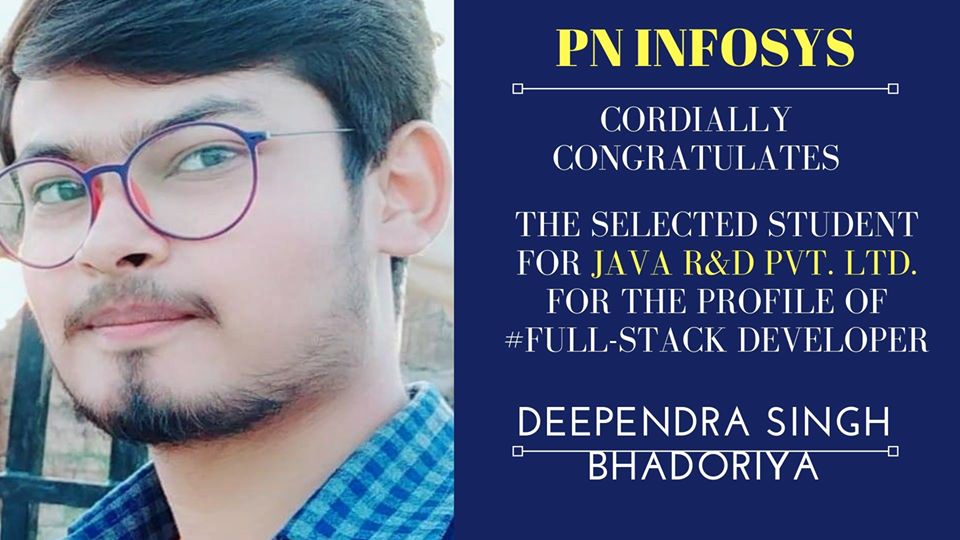 PN INFOSYS
CORDIALLY
CONGRATULATES
THE SELECTED STUDENT
FOR JAVA R&D PVT. LTD.
FOR THE PROFILE OF
#FULL-STACK DEVELOPER
DEEPENDRA SINGH
BHADORIYA